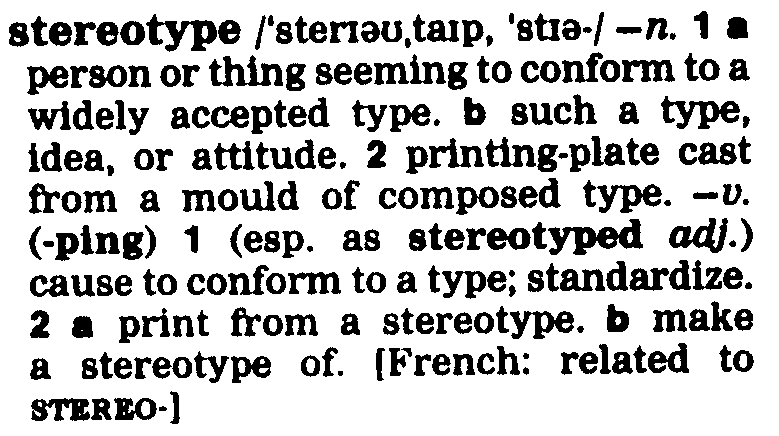 stereotype /ˈsterɪəʊˌtaɪp, ˈstɪə-/ –n. 1 a
person or thing seeming to conform to a
widely accepted type. b such a type,
idea, or attitude. 2 printing-plate cast
from a mould of composed type. –v.
(-ping) 1 (esp. as stereotyped adj.)
cause to conform to a type; standardize.
2 a print from a stereotype. b make
a stereotype of. [French: related to
STEREO-]